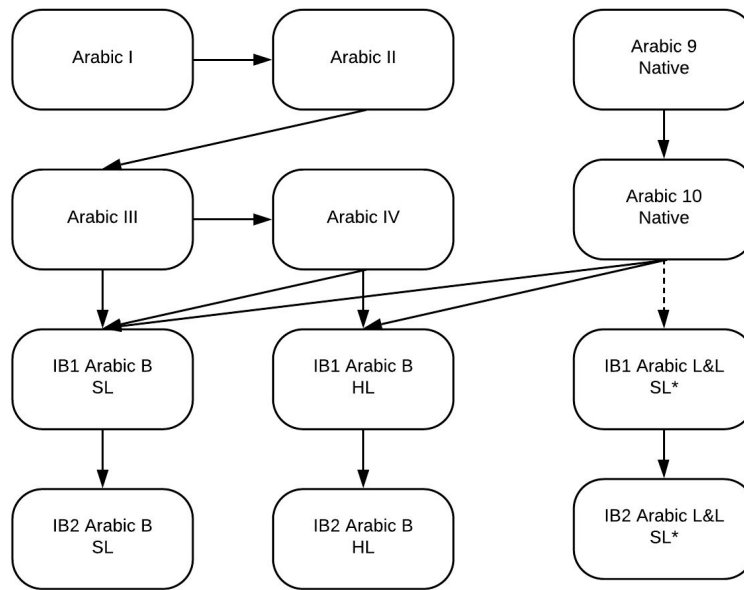 Arabic I
Arabic II
Arabic 9
Native
Arabic III
Arabic IV
Arabic 10
Native
IB1 Arabic B
SL
IB1 Arabic B
HL
IB1 Arabic L&L
SL*
IB2 Arabic B
SL
IB2 Arabic B
HL
IB2 Arabic L&L
SL*